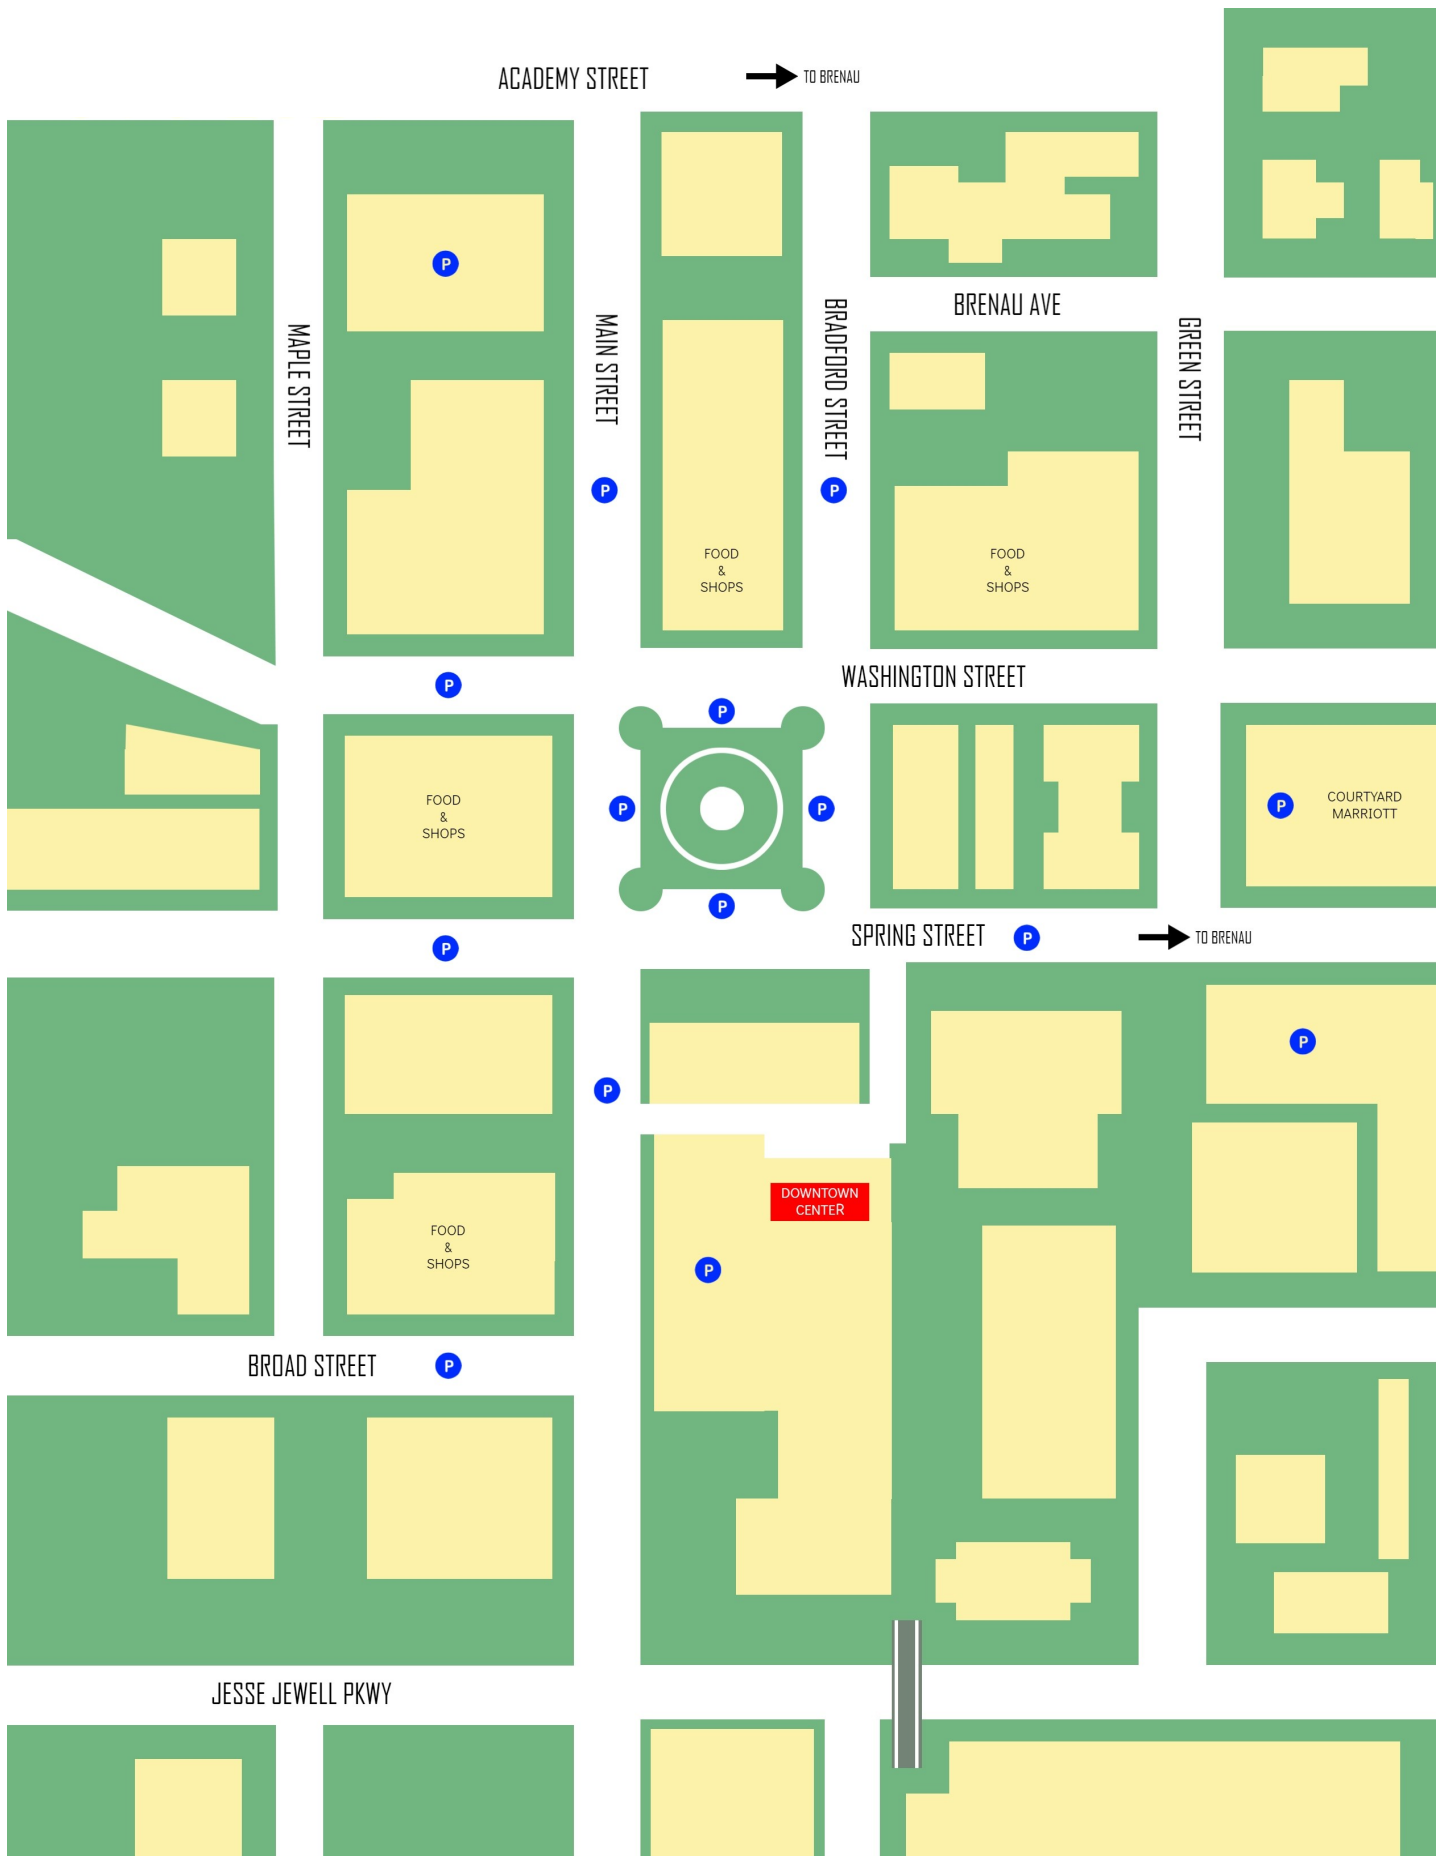 ACADEMY STREET
TO BRENAU
P
MAPLE STREET
MAIN STREET
BRADFORD STREET
BRENAU AVE
GREEN STREET
P
P
FOOD
&
SHOPS
FOOD
&
SHOPS
WASHINGTON STREET
P
P
P
P
P
FOOD
&
SHOPS
P
COURTYARD
MARRIOTT
SPRING STREET
P
TO BRENAU
P
P
P
DOWNTOWN
CENTER
P
FOOD
&
SHOPS
BROAD STREET
P
JESSE JEWELL PKWY